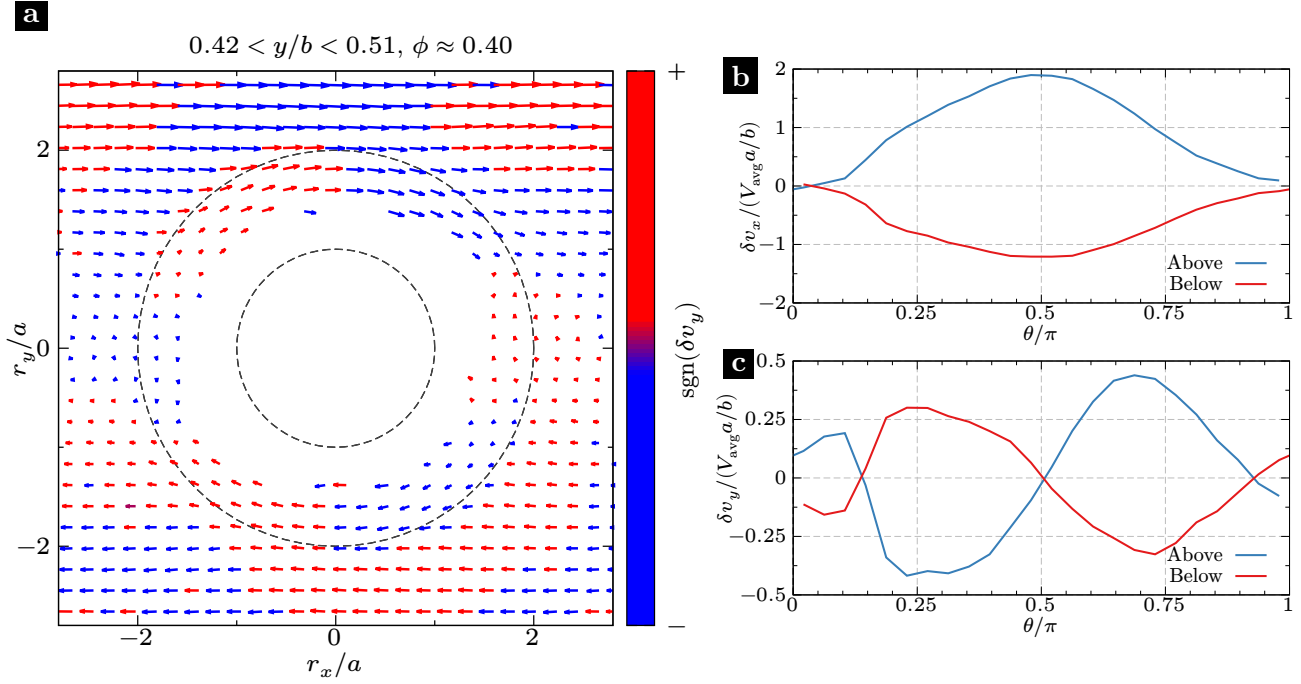 a
0.42 < y/b < 0.51, ϕ ≈ 0.40
2
0
−2
r_y/a
−2
0
2
r_x/a
+
−
sgn(δv_y)
b
2
1
0
−1
−2
δv_x/(V_avg a/b)
Above
Below
0
0.25
0.5
0.75
1
θ/π
c
0.5
0.25
0
−0.25
−0.5
δv_y/(V_avg a/b)
Above
Below
0
0.25
0.5
0.75
1
θ/π